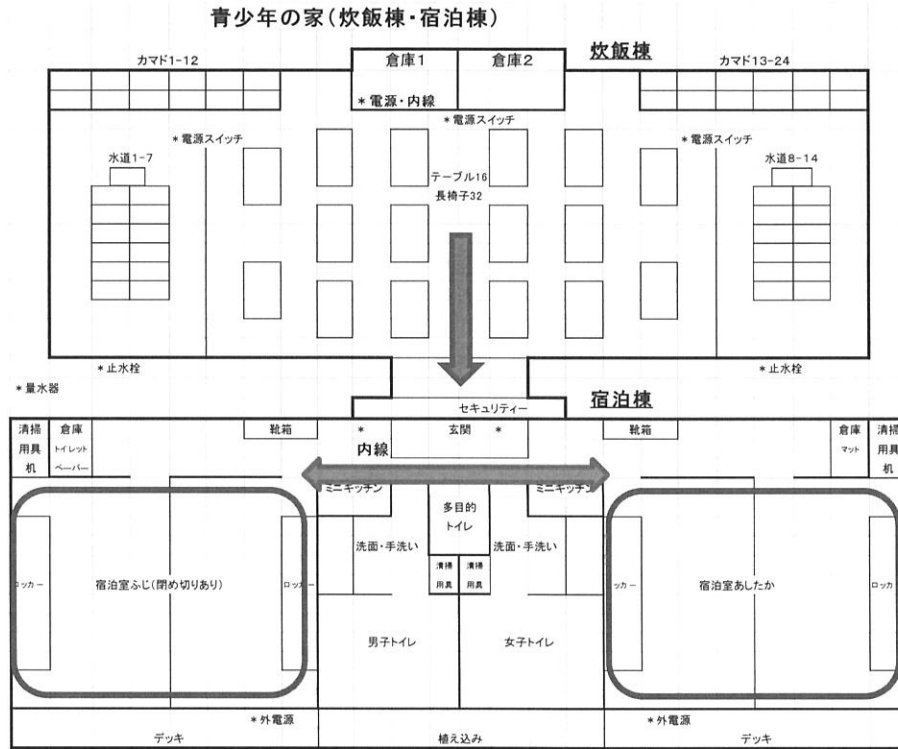 青少年の家(炊飯棟・宿泊棟)
炊飯棟
カマド1-12
倉庫1
倉庫2
カマド13-24
*電源・内線
*電源スイッチ
*電源スイッチ
*電源スイッチ
水道1-7
水道8-14
テーブル16
長椅子32
*止水栓
*止水栓
*量水器
セキュリティー
宿泊棟
清掃
用具
机
倉庫
トイレット
ペーパー
靴箱
*
内線
玄関
*
靴箱
倉庫
マット
清掃
用具
机
ミニキッチン
ミニキッチン
多目的
トイレ
洗面・手洗い
洗面・手洗い
清掃
用具
清掃
用具
ロッカー
宿泊室ふじ(閉め切りあり)
ロッカー
ロッカー
宿泊室あしたか
ロッカ
男子トイレ
女子トイレ
*外電源
*外電源
デッキ
植え込み
デッキ